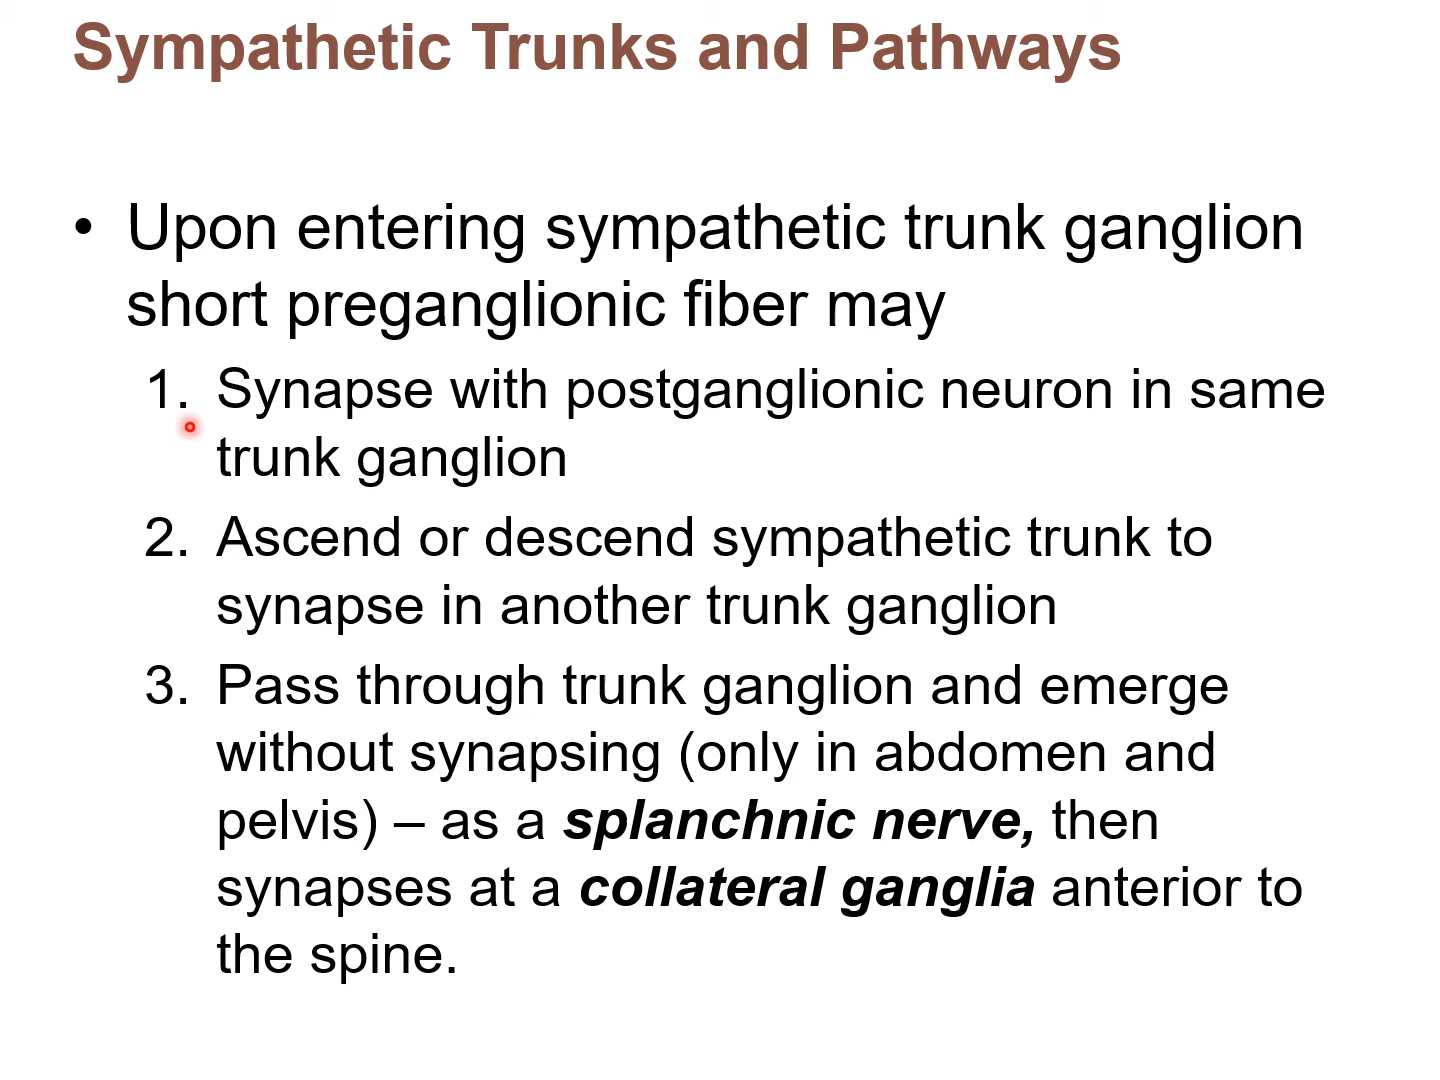 Sympathetic Trunks and Pathways
• Upon entering sympathetic trunk ganglion
short preganglionic fiber may
1. Synapse with postganglionic neuron in same
trunk ganglion
2. Ascend or descend sympathetic trunk to
synapse in another trunk ganglion
3. Pass through trunk ganglion and emerge
without synapsing (only in abdomen and
pelvis) – as a splanchnic nerve, then
synapses at a collateral ganglia anterior to
the spine.